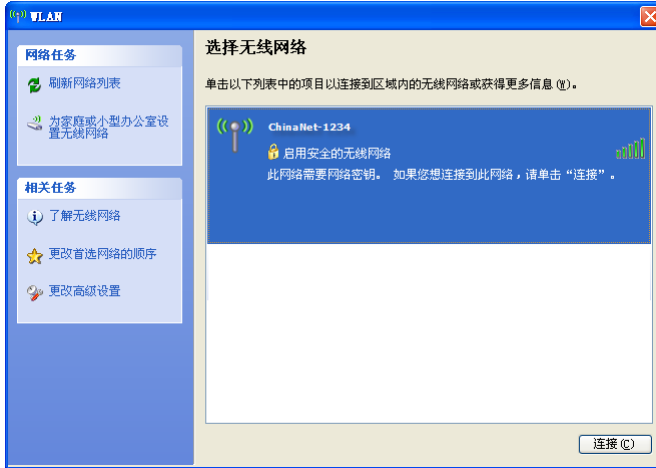 WLAN
网络任务
刷新网络列表
为家庭或小型办公室设
置无线网络
相关任务
了解无线网络
更改首选网络的顺序
更改高级设置
选择无线网络
单击以下列表中的项目以连接到区域内的无线网络或获得更多信息(W)。
ChinaNet-1234
启用安全的无线网络
此网络需要网络密钥。 如果您想连接到此网络，请单击“连接”。
连接(C)